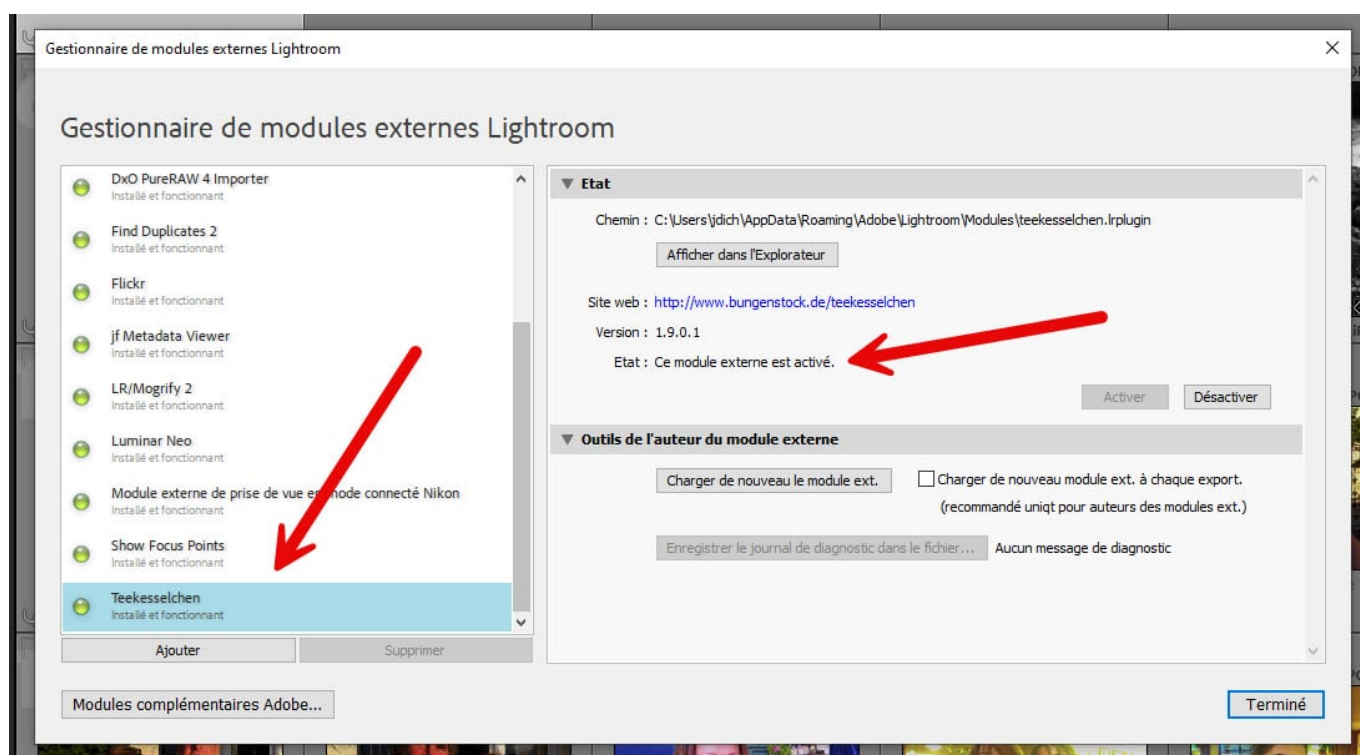 Gestionnaire de modules externes Lightroom
Gestionnaire de modules externes Lightroom
DxO PureRAW 4 Importer
Installé et fonctionnant
Find Duplicates 2
Installé et fonctionnant
Flickr
Installé et fonctionnant
jf Metadata Viewer
Installé et fonctionnant
LR/Mogrify 2
Installé et fonctionnant
Luminar Neo
Installé et fonctionnant
Module externe de prise de vue en mode connecté Nikon
Installé et fonctionnant
Show Focus Points
Installé et fonctionnant
Teekesselchen
Installé et fonctionnant
Ajouter
Supprimer
Modules complémentaires Adobe...
Etat
Chemin : C:\Users\jdich\AppData\Roaming\Adobe\Lightroom\Modules\teekesselchen.lrplugin
Afficher dans l'Explorateur
Site web : http://www.bungenstock.de/teekesselchen
Version : 1.9.0.1
Etat : Ce module externe est activé.
Activer
Désactiver
Outils de l'auteur du module externe
Charger de nouveau le module ext.
Charger de nouveau module ext. à chaque export.
(recommandé uniqt pour auteurs des modules ext.)
Enregistrer le journal de diagnostic dans le fichier...
Aucun message de diagnostic
Terminé